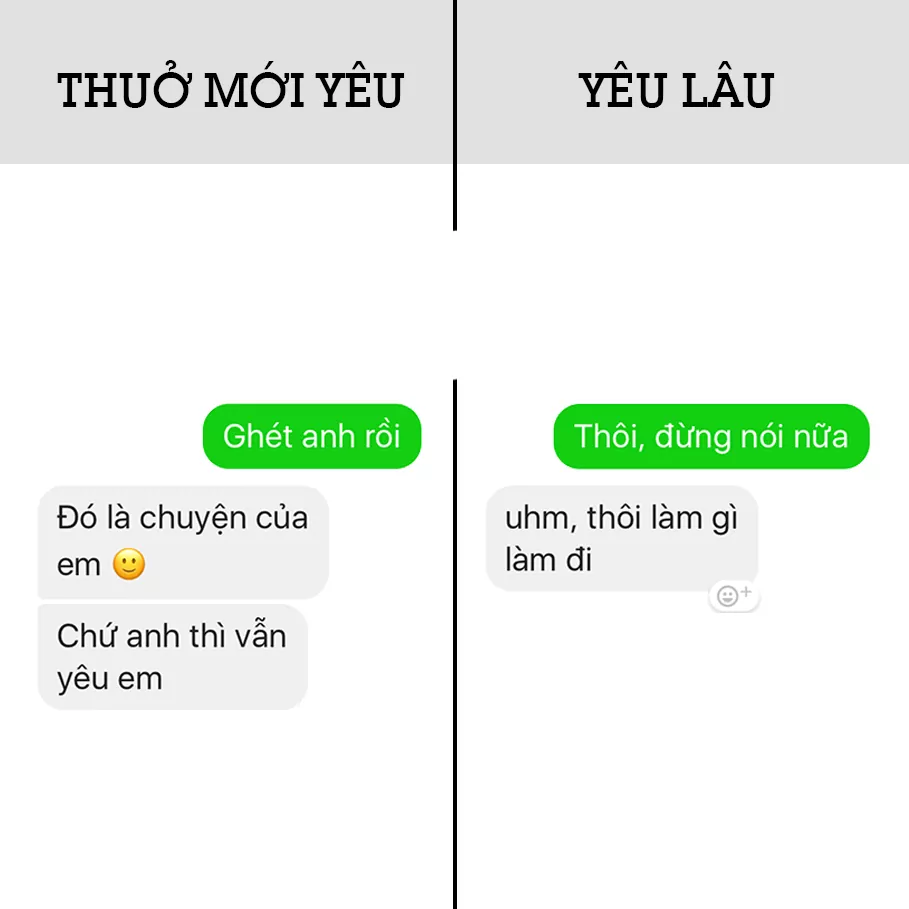 THUỞ MỚI YÊU
Ghét anh rồi
Đó là chuyện của
em 🙂
Chứ anh thì vẫn
yêu em
YÊU LÂU
Thôi, đừng nói nữa
uhm, thôi làm gì
làm đi